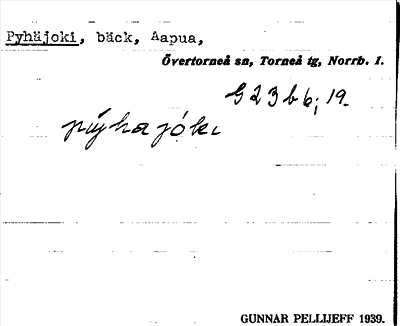 Pyhäjoki, bäck, Aapua,
Övertorneå sn, Torneå tg, Norrb. l.
G23b6; 19.
pýhajóki
GUNNAR PELLIJEFF 1939.